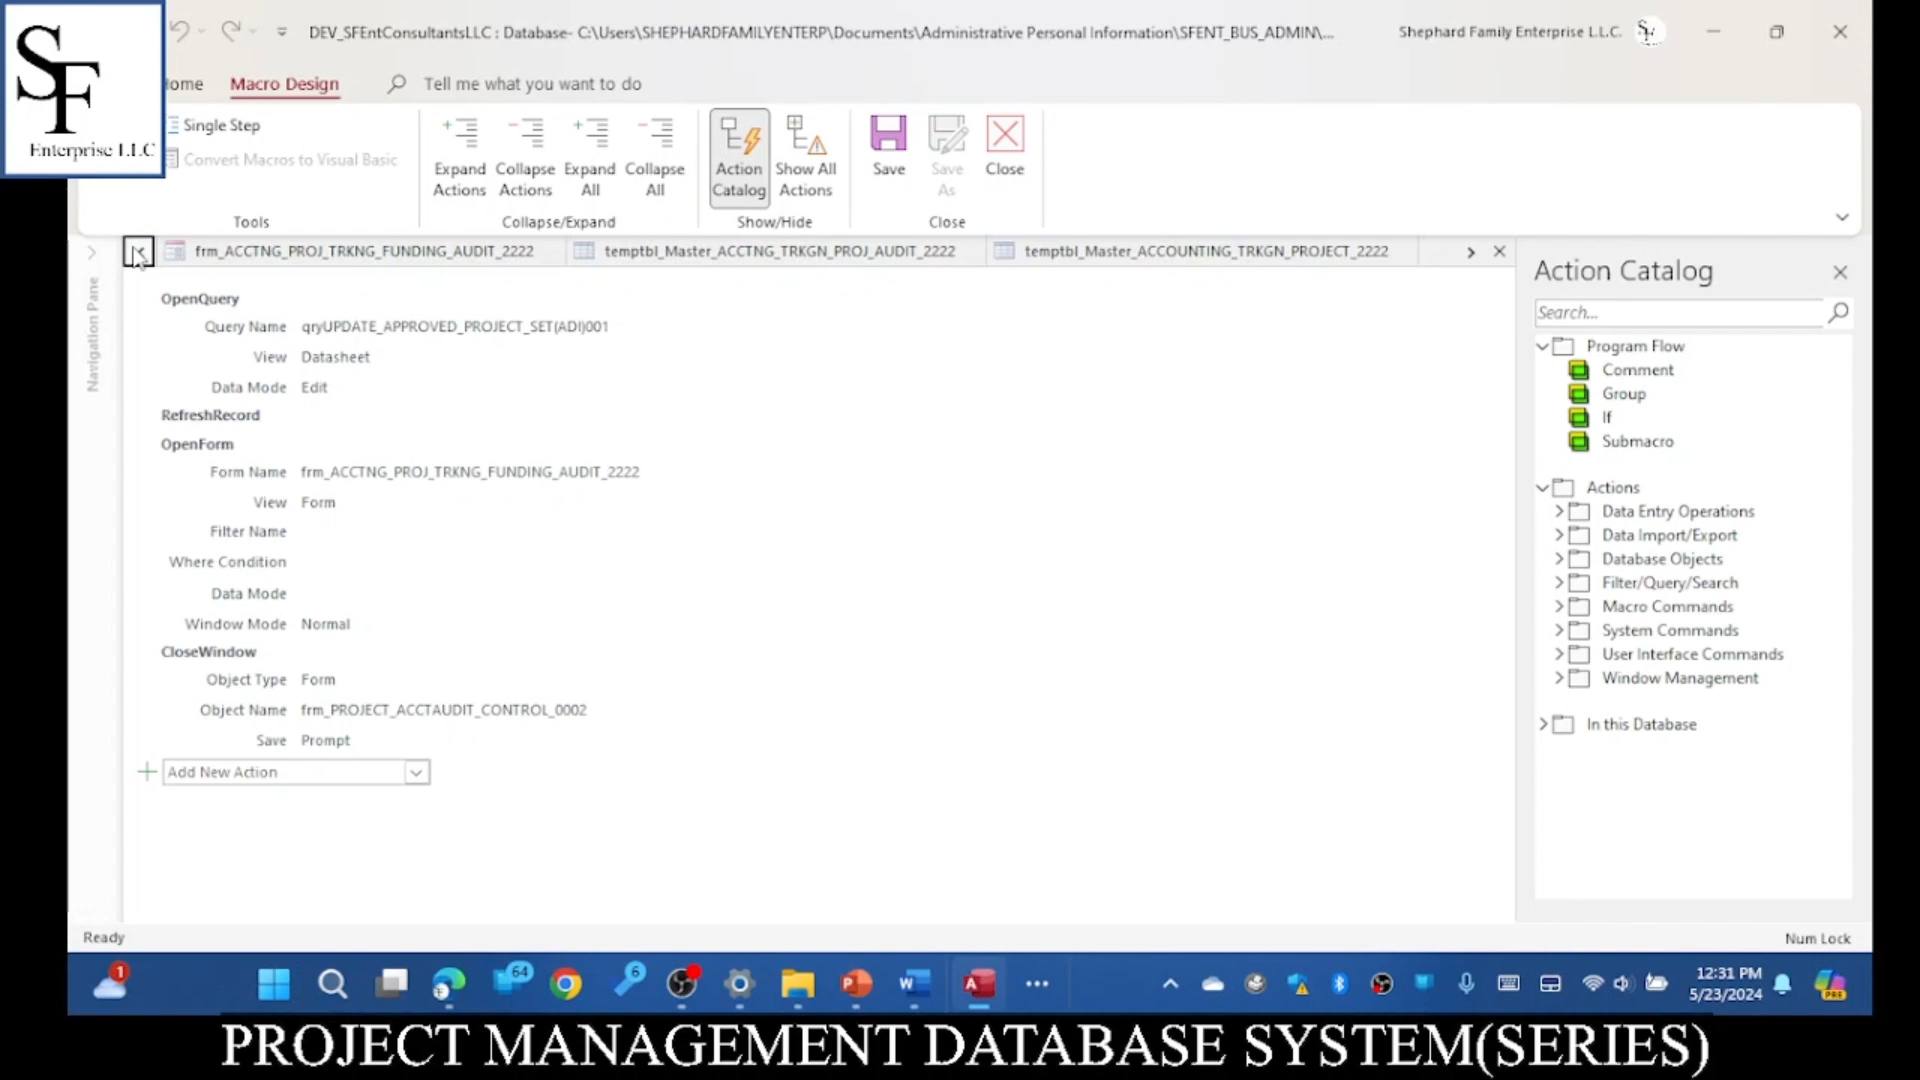 SF
Enterprise LLC
DEV_SFEntConsultantsLLC : Database- C:\Users\SHEPHARDFAMILYENTERP\Documents\Administrative Personal Information\SFENT_BUS_ADMIN\...
Shephard Family Enterprise L.L.C.
ome
Macro Design
Tell me what you want to do
Single Step
Convert Macros to Visual Basic
Tools
Expand Actions
Collapse Actions
Expand All
Collapse All
Collapse/Expand
Action Catalog
Show All Actions
Show/Hide
Save
Save As
Close
Close
Navigation Pane
frm_ACCTNG_PROJ_TRKNG_FUNDING_AUDIT_2222
temptbl_Master_ACCTNG_TRKGN_PROJ_AUDIT_2222
temptbl_Master_ACCOUNTING_TRKGN_PROJECT_2222
OpenQuery
Query Name qryUPDATE_APPROVED_PROJECT_SET(ADI)001
View Datasheet
Data Mode Edit
RefreshRecord
OpenForm
Form Name frm_ACCTNG_PROJ_TRKNG_FUNDING_AUDIT_2222
View Form
Filter Name
Where Condition
Data Mode
Window Mode Normal
CloseWindow
Object Type Form
Object Name frm_PROJECT_ACCTAUDIT_CONTROL_0002
Save Prompt
Add New Action
Action Catalog
Search...
Program Flow
Comment
Group
If
Submacro
Actions
Data Entry Operations
Data Import/Export
Database Objects
Filter/Query/Search
Macro Commands
System Commands
User Interface Commands
Window Management
In this Database
Ready
Num Lock
1
64
6
12:31 PM
5/23/2024
PRE
PROJECT MANAGEMENT DATABASE SYSTEM(SERIES)